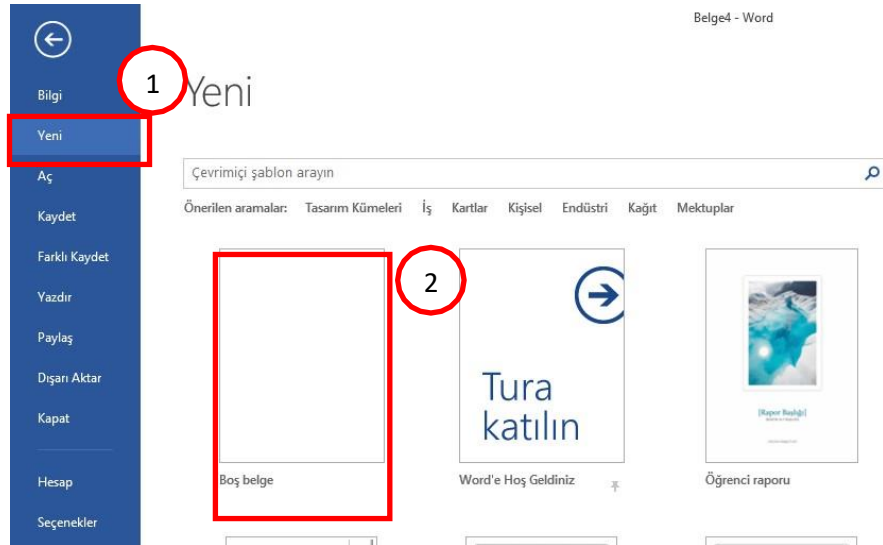 Belge4 - Word
Bilgi
Yeni
Aç
Kaydet
Farklı Kaydet
Yazdır
Paylaş
Dışarı Aktar
Kapat
Hesap
Seçenekler
1
Yeni
Çevrimiçi şablon arayın
Önerilen aramalar: Tasarım Kümeleri İş Kartlar Kişisel Endüstri Kağıt Mektuplar
2
Boş belge
Tura
katılın
Word'e Hoş Geldiniz
[Rapor Başlığı]
Öğrenci raporu